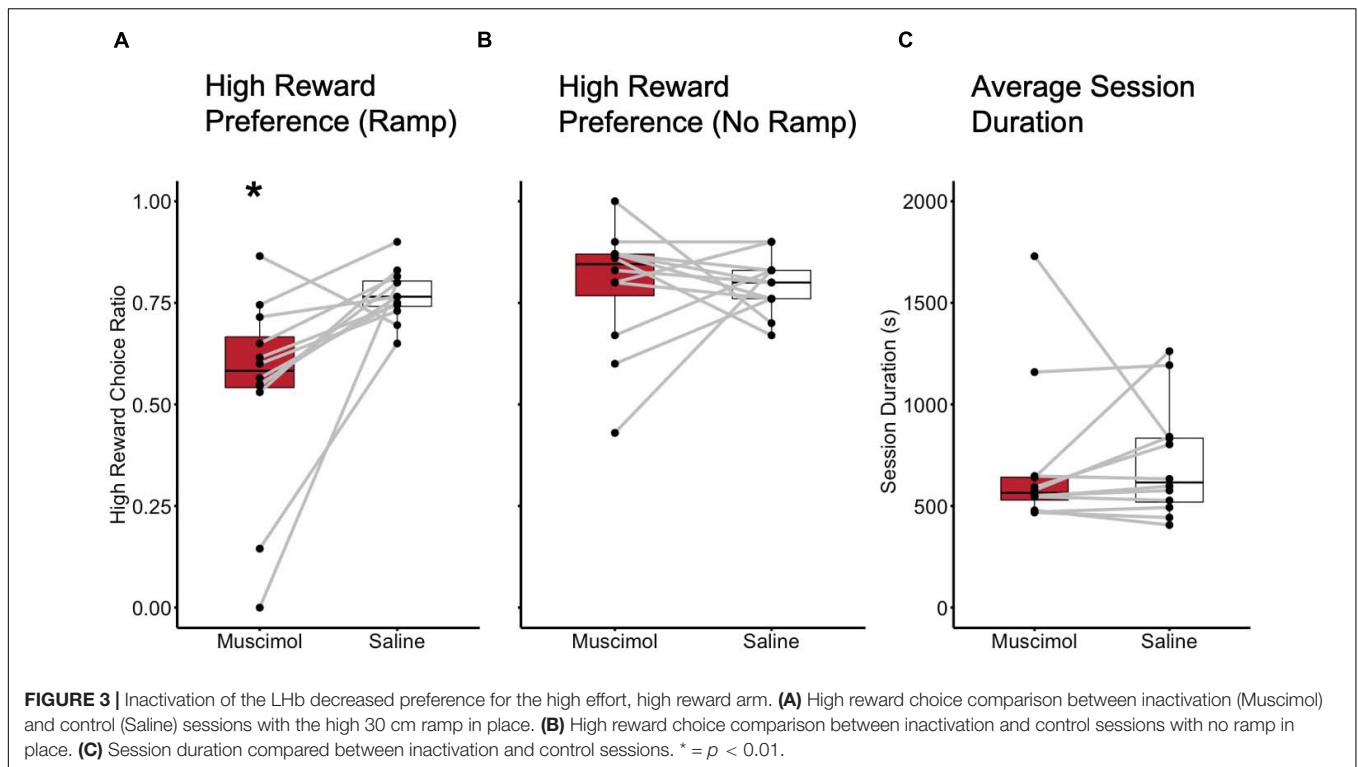 A
B
C
High Reward
Preference (Ramp)
High Reward
Preference (No Ramp)
Average Session
Duration
*
High Reward Choice Ratio
1.00
0.75
0.50
0.25
0.00
Muscimol
Saline
Muscimol
Saline
Session Duration (s)
2000
1500
1000
500
0
Muscimol
Saline
FIGURE 3 | Inactivation of the LHb decreased preference for the high effort, high reward arm. (A) High reward choice comparison between inactivation (Muscimol)
and control (Saline) sessions with the high 30 cm ramp in place. (B) High reward choice comparison between inactivation and control sessions with no ramp in
place. (C) Session duration compared between inactivation and control sessions. * = p < 0.01.